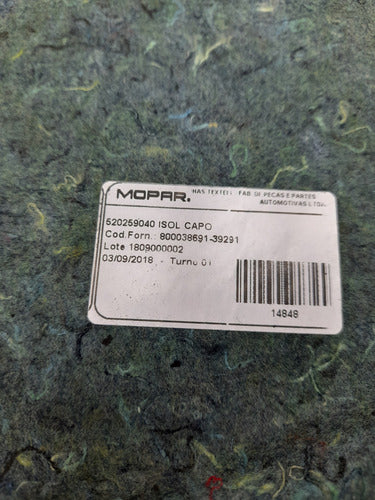 MOPAR. HAS TEXTEIS FAB. DE PECAS E PARTES
AUTOMOTIVAS LTDA.
520259040 ISOL CAPO
Cod.Forn.: 800038691-39291
Lote 1809000002
03/09/2018 - Turno 01
14848